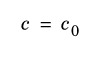 c = c₀